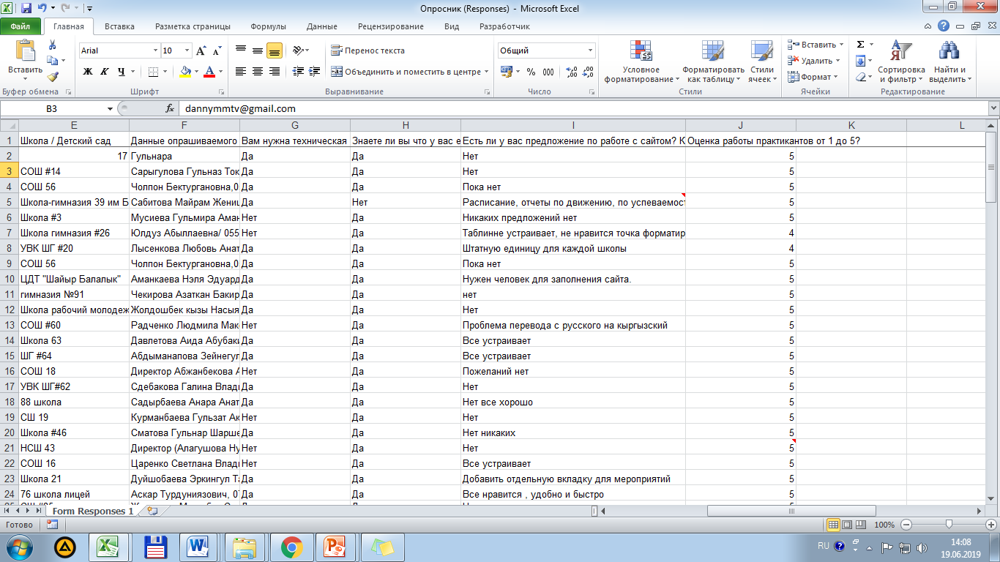 Опросник (Responses) - Microsoft Excel
Файл Главная Вставка Разметка страницы Формулы Данные Рецензирование Вид Разработчик
Вставить
Буфер обмена
Arial 10
Ж К Ч
Шрифт
Перенос текста
Объединить и поместить в центре
Выравнивание
Общий
% 000
Число
Условное форматирование
Форматировать как таблицу
Стили ячеек
Стили
Вставить
Удалить
Формат
Ячейки
Сортировка и фильтр
Найти и выделить
Редактирование
B3 fx dannymmtv@gmail.com
E F G H I J K L
1 Школа / Детский сад Данные опрашиваемого Вам нужна техническая Знаете ли вы что у вас е Есть ли у вас предложение по работе с сайтом? К Оценка работы практикантов от 1 до 5?
2 17 Гульнара Да Да Нет 5
3 СОШ #14 Сарыгулова Гульназ Ток Да Да Нет 5
4 СОШ 56 Чолпон Бектургановна,0 Да Да Пока нет 5
5 Школа-гимназия 39 им Б Сабитова Майрам Жениш Да Нет Расписание, отчеты по движению, по успеваемост 5
6 Школа #3 Мусиева Гульмира Аман Нет Да Никаких предложений нет 5
7 Школа гимназия #26 Юлдуз Абыллаевна/ 055 Нет Да Таблинне устраивает, не нравится точка форматир 4
8 УВК ШГ #20 Лысенкова Любовь Анат Да Да Штатную единицу для каждой школы 4
9 СОШ 56 Чолпон Бектургановна,0 Да Да Пока нет 5
10 ЦДТ "Шайыр Балалык" Аманкаева Нэля Эдуард Да Да Нужен человек для заполнения сайта. 5
11 гимназия №91 Чекирова Азаткан Бакир Да Да нет 5
12 Школа рабочий молодеж Жолдошбек кызы Насыя Да Да Нет 5
13 СОШ #60 Радченко Людмила Мак Нет Да Проблема перевода с русского на кыргызский 5
14 Школа 63 Давлетова Аида Абубаки Да Да Все устраивает 5
15 ШГ #64 Абдыманапова Зейнегул Да Да Все устраивает 5
16 СОШ 18 Директор Абжанбекова А Нет Да Пожеланий нет 5
17 УВК ШГ#62 Сдебакова Галина Влади Да Да Нет 5
18 88 школа Садырбаева Анара Анат Да Да Нет все хорошо 5
19 СШ 19 Курманбаева Гульзат Ак Нет Да Нет 5
20 Школа #46 Сматова Гульнар Шарше Да Да Нет никаких 5
21 НСШ 43 Директор (Алагушова Ну Нет Да Нет 5
22 СОШ 16 Царенко Светлана Влади Нет Да Все устраивает 5
23 Школа 21 Дуйшобаева Эркингул Та Да Да Добавить отдельную вкладку для мероприятий 5
24 76 школа лицей Аскар Турдуниязович, 07 Да Да Все нравится , удобно и быстро 5
Form Responses 1
Готово 100%
RU 14:08
19.06.2019